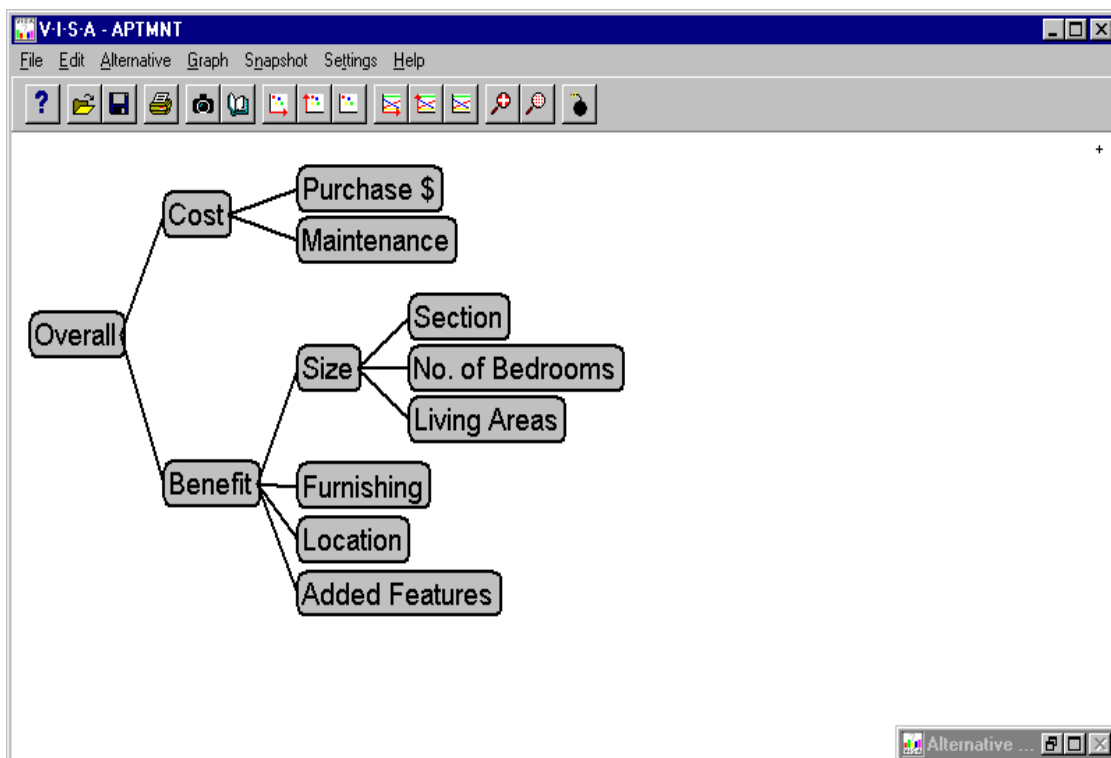 V·I·S·A - APTMNT
File Edit Alternative Graph Snapshot Settings Help
?
Purchase $
Cost
Maintenance
Section
Overall
Size
No. of Bedrooms
Living Areas
Benefit
Furnishing
Location
Added Features
Alternative ...